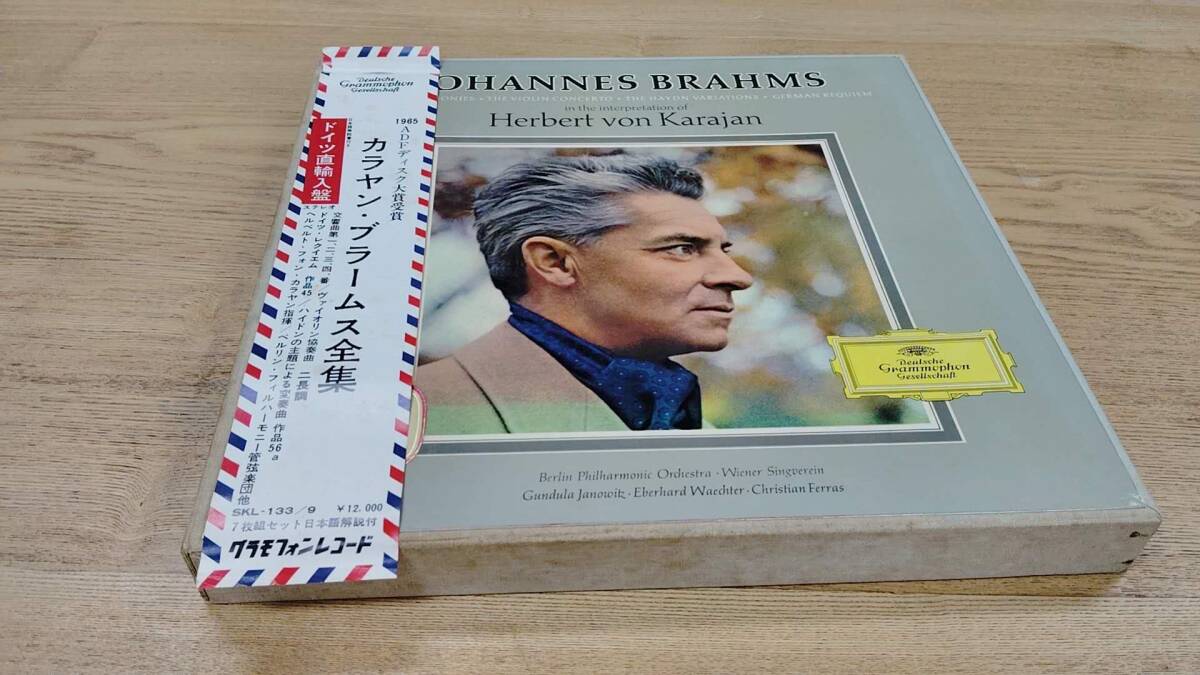 Deutsche
Grammophon
Gesellschaft
ドイツ直輸入盤
1965 ADFディスク大賞受賞
カラヤン・ブラームス全集
ステレオ
交響曲第一、二、三、四、番/ヴァイオリン協奏曲 ニ長調
ドイツ・レクイエム 作品45/ハイドンの主題による変奏曲 作品56a
ヘルベルト・フォン・カラヤン指揮/ベルリン・フィルハーモニー管弦楽団他
SKL-133/9 ¥12,000
7枚組セット日本語解説付
グラモフォンレコード
OHANNES BRAHMS
ONIES • THE VIOLIN CONCERTO • THE HAYDN VARIATIONS • GERMAN REQUIEM
in the interpretation of
Herbert von Karajan
Deutsche
Grammophon
Gesellschaft
Berlin Philharmonic Orchestra · Wiener Singverein
Gundula Janowitz · Eberhard Waechter · Christian Ferras